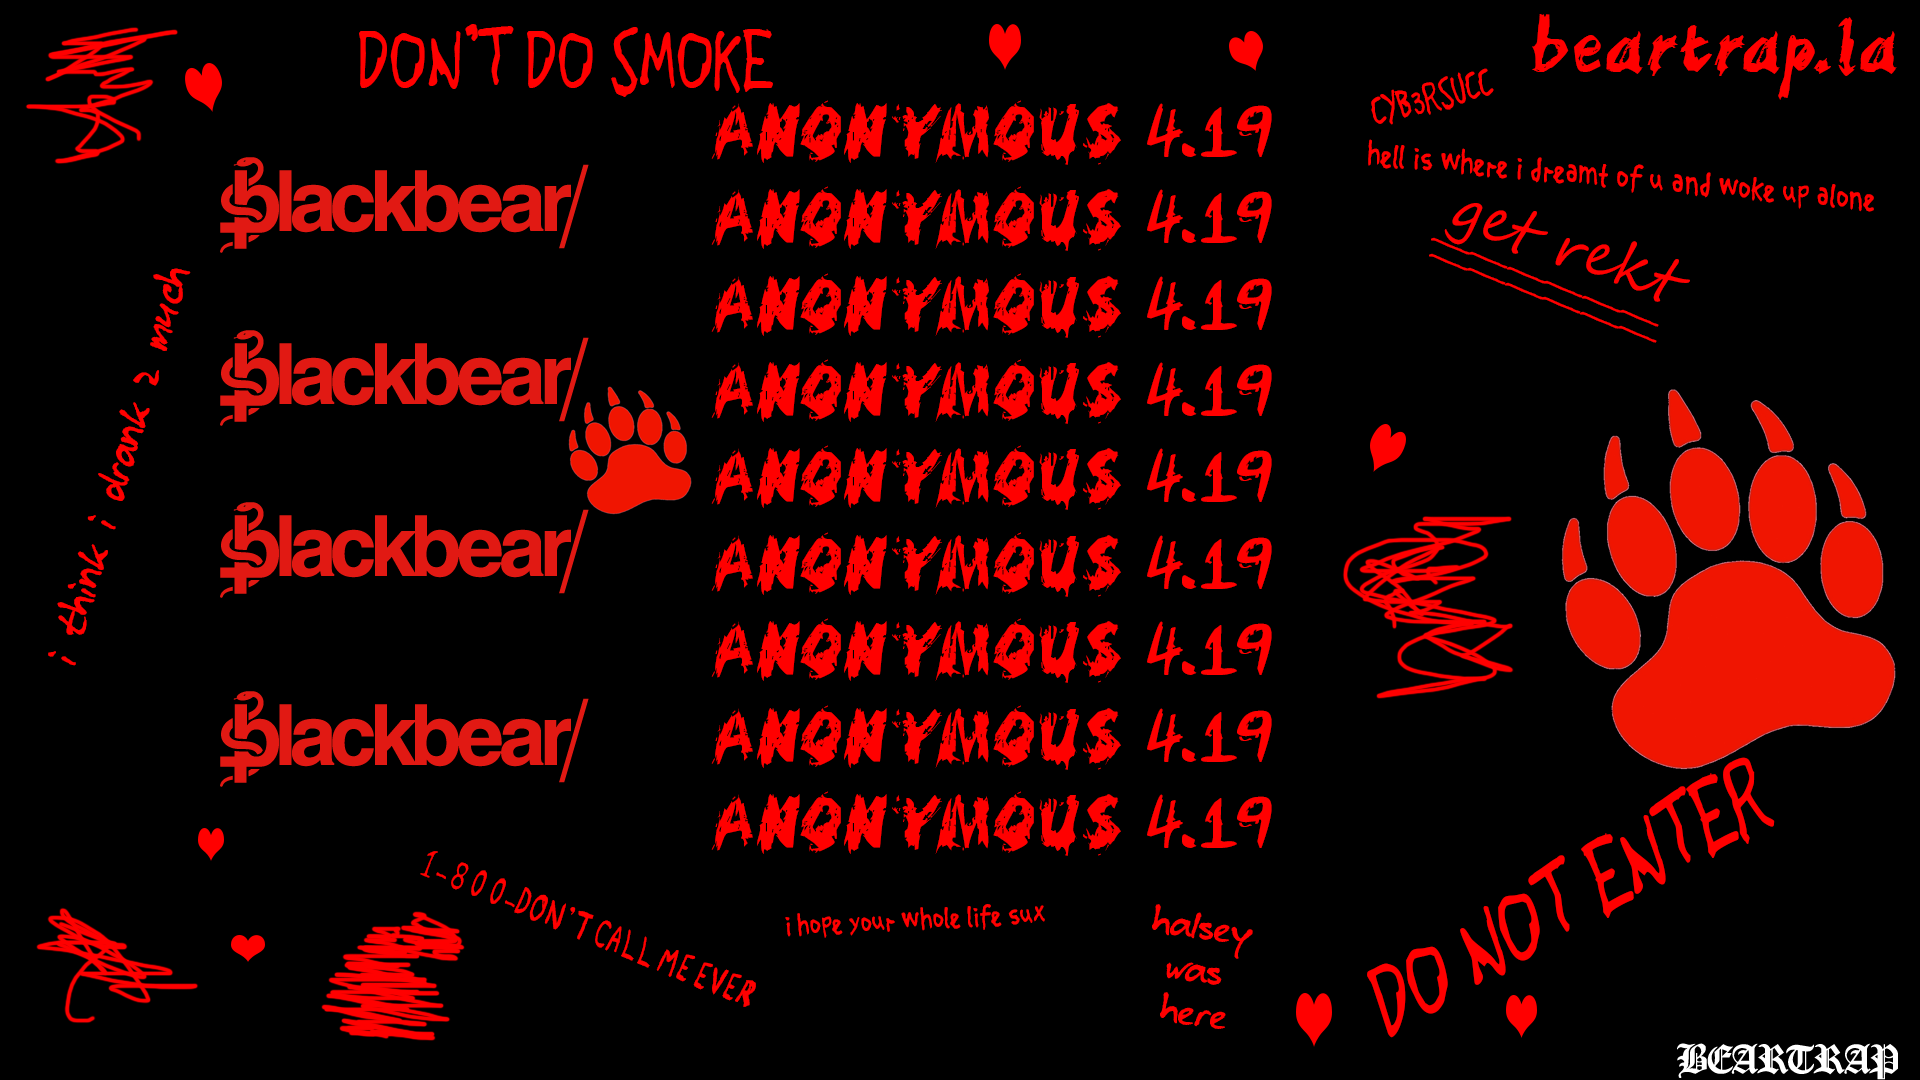 DON'T DO SMOKE
beartrap.la
CYB3RSUCC
hell is where i dreamt of u and woke up alone
get rekt
blackbear/
blackbear/
blackbear/
blackbear/
i think i drank 2 much
ANONYMOUS 4.19
ANONYMOUS 4.19
ANONYMOUS 4.19
ANONYMOUS 4.19
ANONYMOUS 4.19
ANONYMOUS 4.19
ANONYMOUS 4.19
ANONYMOUS 4.19
ANONYMOUS 4.19
1-800-DON'T CALL ME EVER
i hope your whole life sux
halsey
was
here
DO NOT ENTER
BEARTRAP